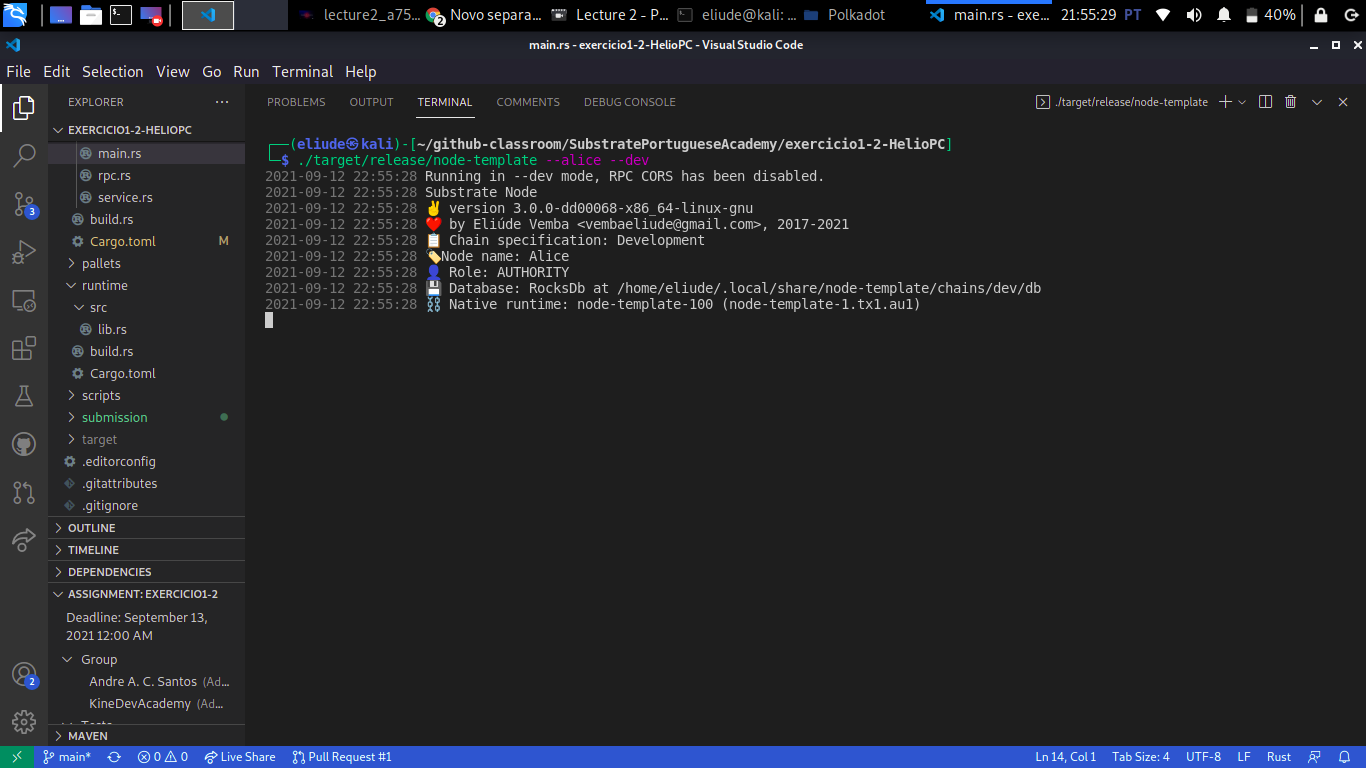 lecture2_a75...
2
Novo separa...
Lecture 2 - P...
eliude@kali: ...
Polkadot
main.rs - exe...
21:55:29
PT
40%
main.rs - exercicio1-2-HelioPC - Visual Studio Code
File Edit Selection View Go Run Terminal Help
EXPLORER
PROBLEMS OUTPUT TERMINAL COMMENTS DEBUG CONSOLE
./target/release/node-template
EXERCICIO1-2-HELIOPC
main.rs
rpc.rs
service.rs
build.rs
Cargo.toml M
pallets
runtime
src
lib.rs
build.rs
Cargo.toml
scripts
submission
target
.editorconfig
.gitattributes
.gitignore
OUTLINE
TIMELINE
DEPENDENCIES
ASSIGNMENT: EXERCICIO1-2
Deadline: September 13,
2021 12:00 AM
Group
Andre A. C. Santos (Ad...
KineDevAcademy (Ad...
Tests
MAVEN
3
2
(eliude㉿kali)-[~/github-classroom/SubstratePortugueseAcademy/exercicio1-2-HelioPC]
$ ./target/release/node-template --alice --dev
2021-09-12 22:55:28 Running in --dev mode, RPC CORS has been disabled.
2021-09-12 22:55:28 Substrate Node
2021-09-12 22:55:28 ✌️ version 3.0.0-dd00068-x86_64-linux-gnu
2021-09-12 22:55:28 ❤️ by Eliúde Vemba <vembaeliude@gmail.com>, 2017-2021
2021-09-12 22:55:28 📋 Chain specification: Development
2021-09-12 22:55:28 🏷Node name: Alice
2021-09-12 22:55:28 👤 Role: AUTHORITY
2021-09-12 22:55:28 💾 Database: RocksDb at /home/eliude/.local/share/node-template/chains/dev/db
2021-09-12 22:55:28 ⛓ Native runtime: node-template-100 (node-template-1.tx1.au1)
main* 0 0 Live Share Pull Request #1
Ln 14, Col 1 Tab Size: 4 UTF-8 LF Rust